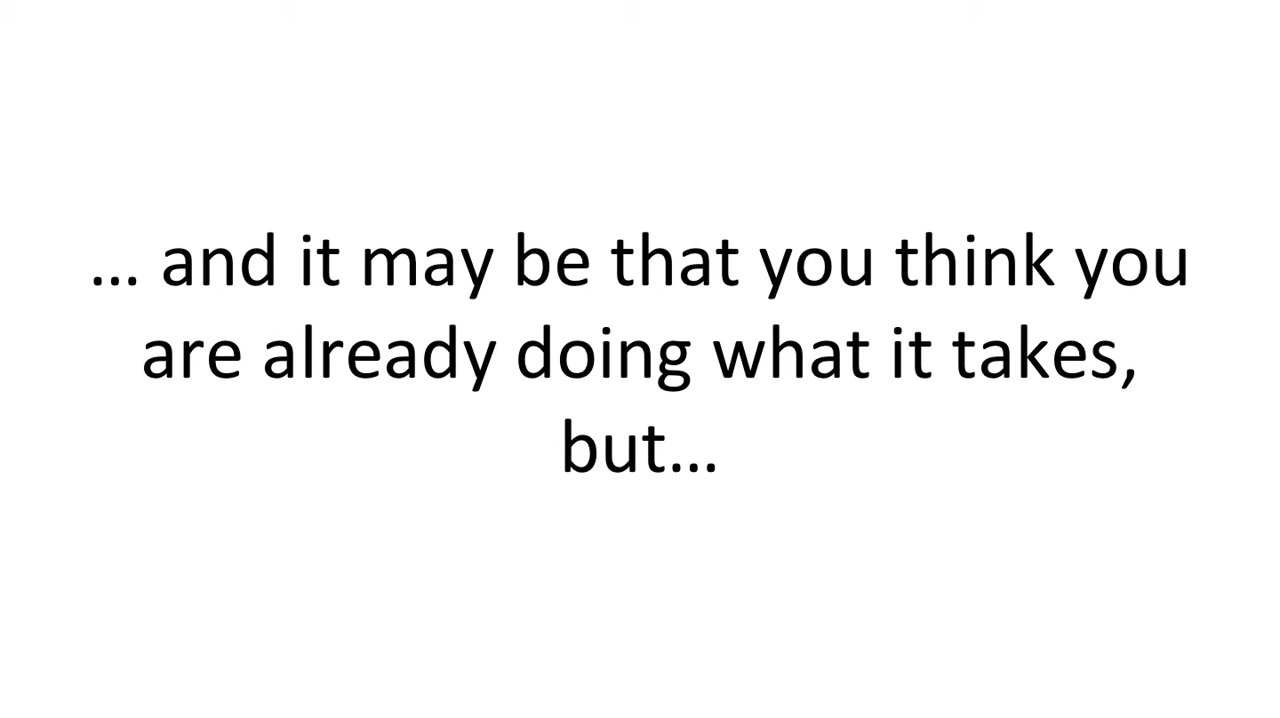 … and it may be that you think you
are already doing what it takes,
but…